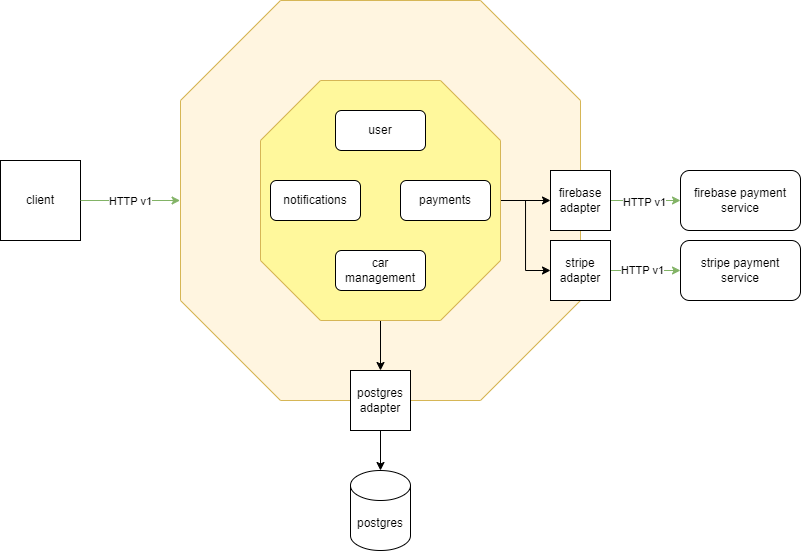 user
client
HTTP v1
notifications
payments
firebase
adapter
HTTP v1
firebase payment
service
car
management
stripe
adapter
HTTP v1
stripe payment
service
postgres
adapter
postgres